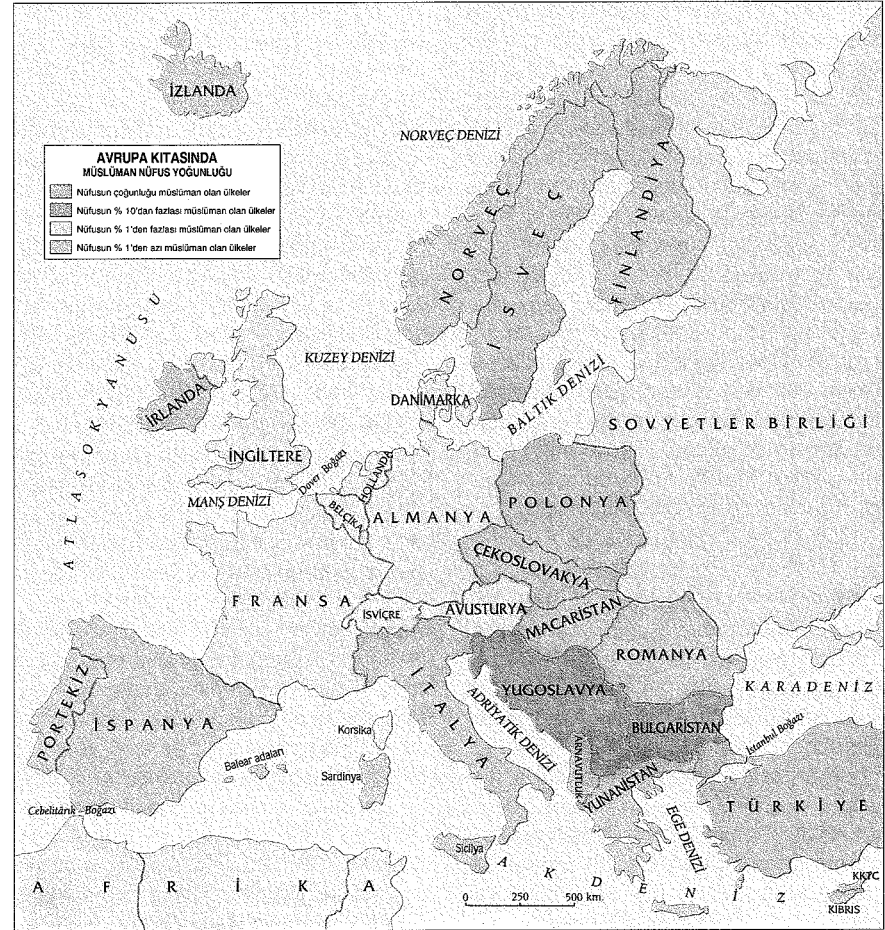 İZLANDA
NORVEÇ DENİZİ
AVRUPA KITASINDA
MÜSLÜMAN NÜFUS YOĞUNLUĞU
Nüfusun çoğunluğu müslüman olan ülkeler
Nüfusun % 10'dan fazlası müslüman olan ülkeler
Nüfusun % 1'den fazlası müslüman olan ülkeler
Nüfusun % 1'den azı müslüman olan ülkeler
NORVEÇ
İSVEÇ
FİNLANDİYA
ATLAS OKYANUSU
KUZEY DENİZİ
İRLANDA
DANİMARKA
BALTIK DENİZİ
SOVYETLER BİRLİĞİ
İNGİLTERE
Dover Boğazı
HOLLANDA
MANŞ DENİZİ
BELÇİKA
ALMANYA
POLONYA
ÇEKOSLOVAKYA
FRANSA
İSVİÇRE
AVUSTURYA
MACARİSTAN
ROMANYA
PORTEKİZ
İSPANYA
İTALYA
ADRİYATİK DENİZİ
YUGOSLAVYA
BULGARİSTAN
KARADENİZ
İstanbul Boğazı
Korsika
Balear adaları
Sardinya
ARNAVUTLUK
YUNANİSTAN
EGE DENİZİ
TÜRKİYE
Cebelitârık – Boğazı
Sicilya
AKDENİZ
AFRİKA
0 250 500 km.
KKTC
KIBRIS